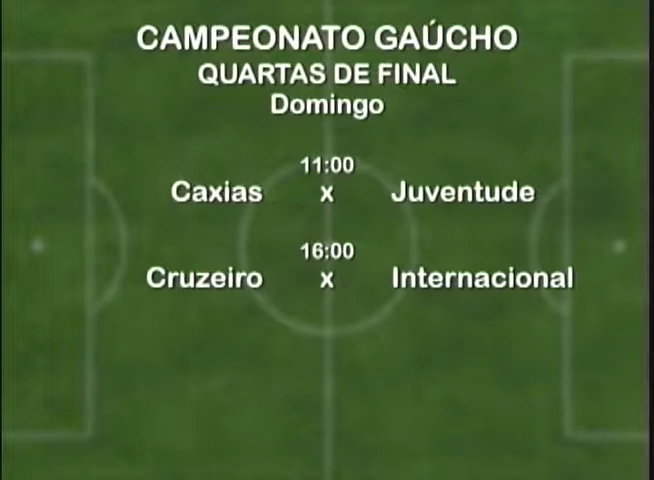 CAMPEONATO GAÚCHO
QUARTAS DE FINAL
Domingo
11:00
Caxias x Juventude
16:00
Cruzeiro x Internacional